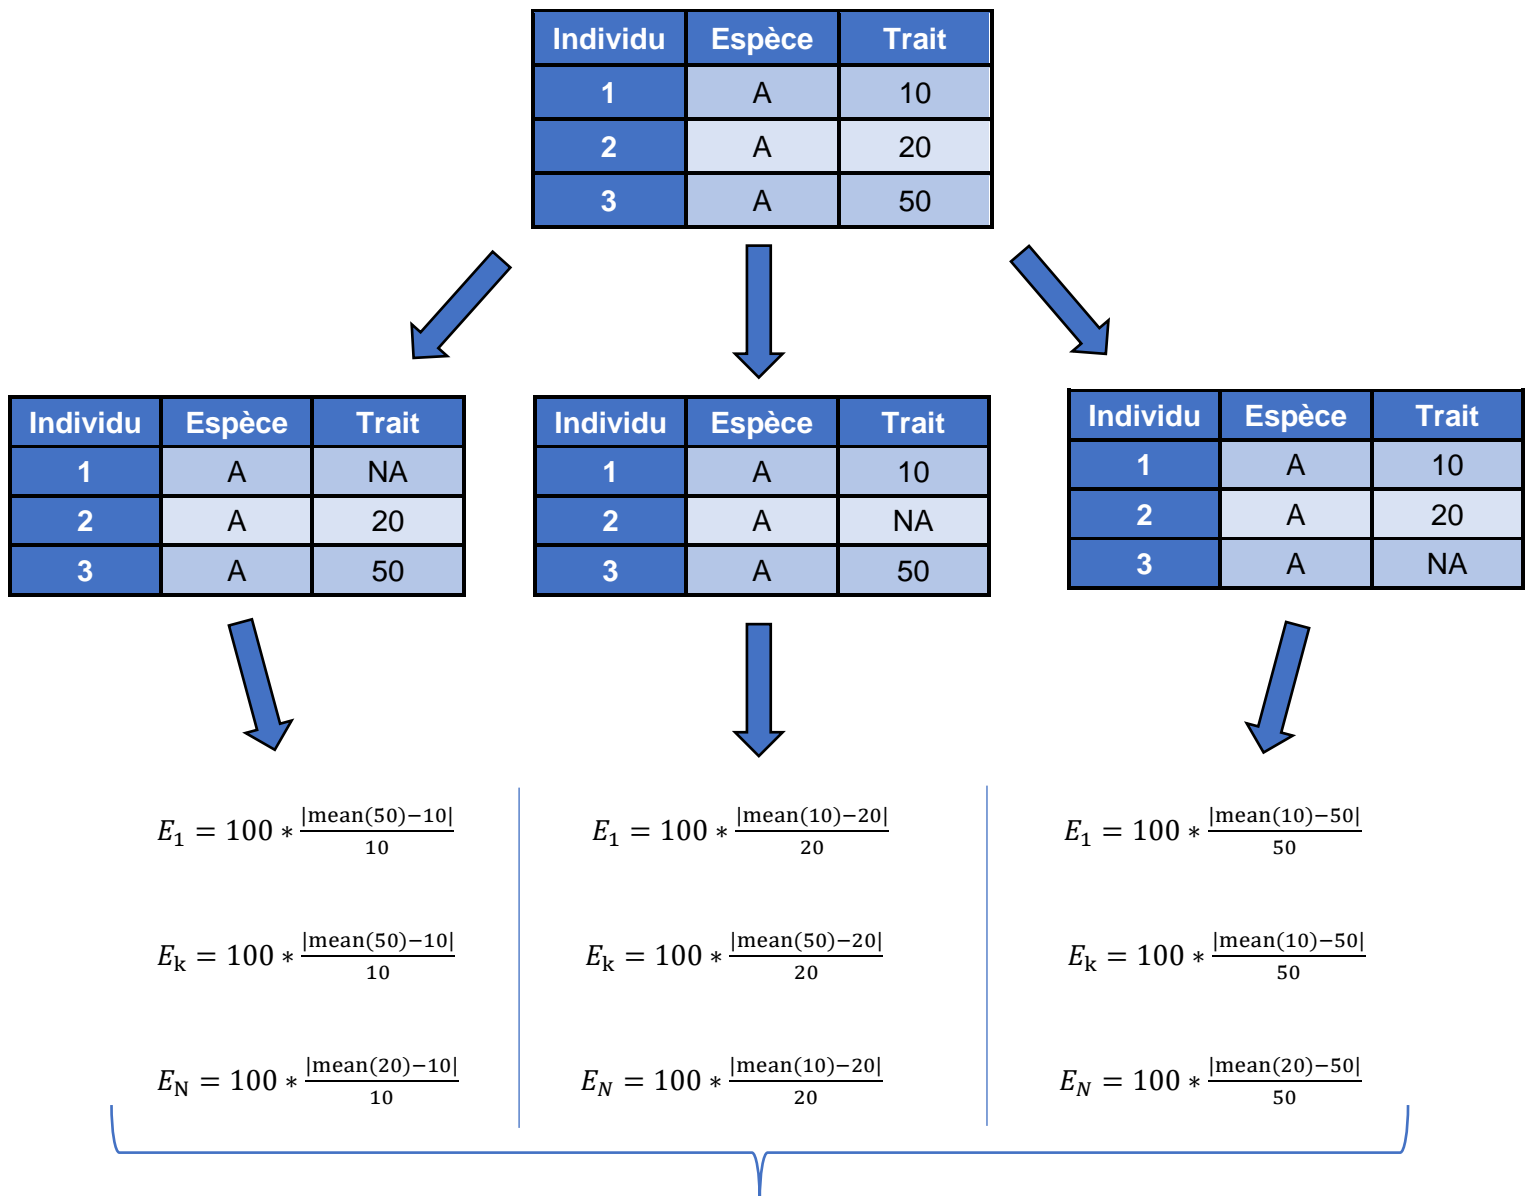 Individu Espèce Trait
1 A 10
2 A 20
3 A 50
Individu Espèce Trait
1 A NA
2 A 20
3 A 50
Individu Espèce Trait
1 A 10
2 A NA
3 A 50
Individu Espèce Trait
1 A 10
2 A 20
3 A NA
E₁ = 100 * |mean(50)−10| / 10
E₁ = 100 * |mean(10)−20| / 20
E₁ = 100 * |mean(10)−50| / 50
Eₖ = 100 * |mean(50)−10| / 10
Eₖ = 100 * |mean(50)−20| / 20
Eₖ = 100 * |mean(10)−50| / 50
E_N = 100 * |mean(20)−10| / 10
E_N = 100 * |mean(10)−20| / 20
E_N = 100 * |mean(20)−50| / 50